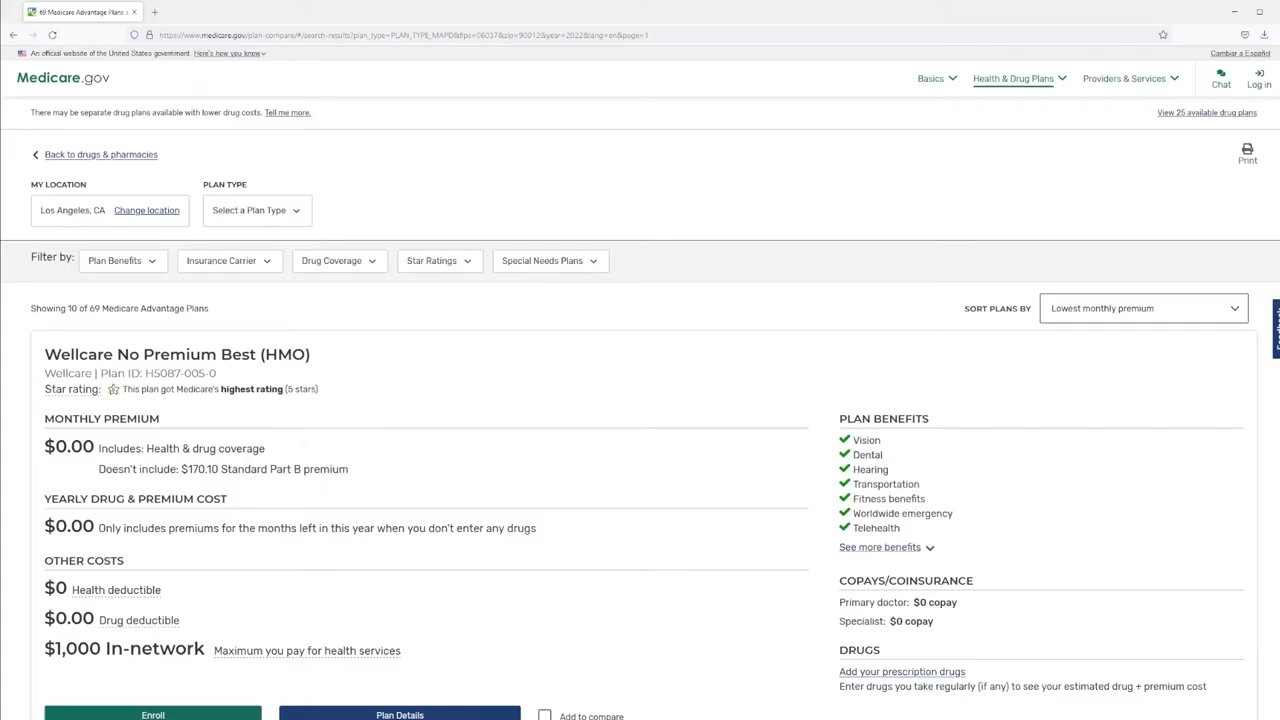 69 Medicare Advantage Plans
https://www.medicare.gov/plan-compare/#/search-results?plan_type=PLAN_TYPE_MAPD&fips=06037&zip=90012&year=2022&lang=en&page=1
An official website of the United States government. Here's how you know
Cambiar a Español
Medicare.gov
Basics
Health & Drug Plans
Providers & Services
Chat
Log in
There may be separate drug plans available with lower drug costs. Tell me more.
View 25 available drug plans
Back to drugs & pharmacies
Print
MY LOCATION
PLAN TYPE
Los Angeles, CA Change location
Select a Plan Type
Filter by:
Plan Benefits
Insurance Carrier
Drug Coverage
Star Ratings
Special Needs Plans
Showing 10 of 69 Medicare Advantage Plans
SORT PLANS BY
Lowest monthly premium
Feedback
Wellcare No Premium Best (HMO)
Wellcare | Plan ID: H5087-005-0
Star rating: This plan got Medicare's highest rating (5 stars)
MONTHLY PREMIUM
$0.00 Includes: Health & drug coverage
Doesn't include: $170.10 Standard Part B premium
YEARLY DRUG & PREMIUM COST
$0.00 Only includes premiums for the months left in this year when you don't enter any drugs
OTHER COSTS
$0 Health deductible
$0.00 Drug deductible
$1,000 In-network Maximum you pay for health services
PLAN BENEFITS
Vision
Dental
Hearing
Transportation
Fitness benefits
Worldwide emergency
Telehealth
See more benefits
COPAYS/COINSURANCE
Primary doctor: $0 copay
Specialist: $0 copay
DRUGS
Add your prescription drugs
Enter drugs you take regularly (if any) to see your estimated drug + premium cost
Enroll
Plan Details
Add to compare